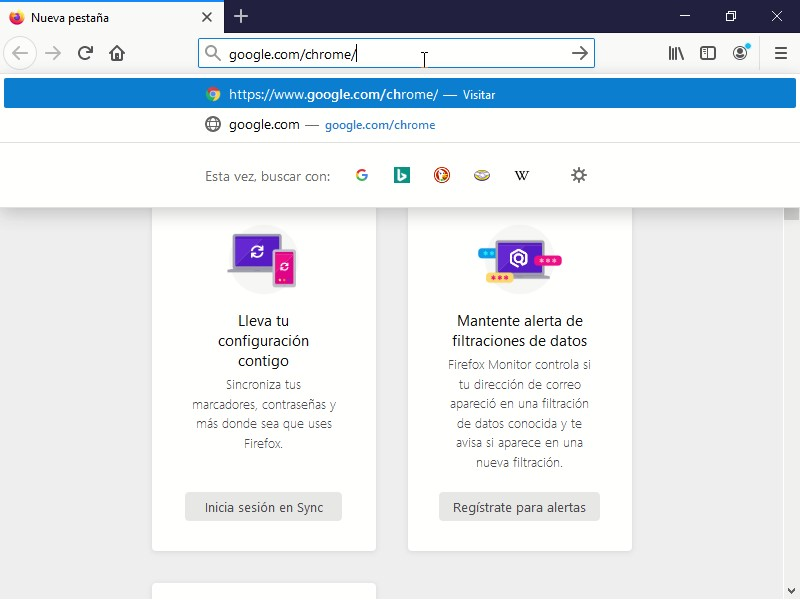 Nueva pestaña
google.com/chrome/
https://www.google.com/chrome/ — Visitar
google.com — google.com/chrome
Esta vez, buscar con:
Lleva tu
configuración
contigo
Sincroniza tus
marcadores, contraseñas y
más donde sea que uses
Firefox.
Inicia sesión en Sync
Mantente alerta de
filtraciones de datos
Firefox Monitor controla si
tu dirección de correo
apareció en una filtración
de datos conocida y te
avisa si aparece en una
nueva filtración.
Regístrate para alertas